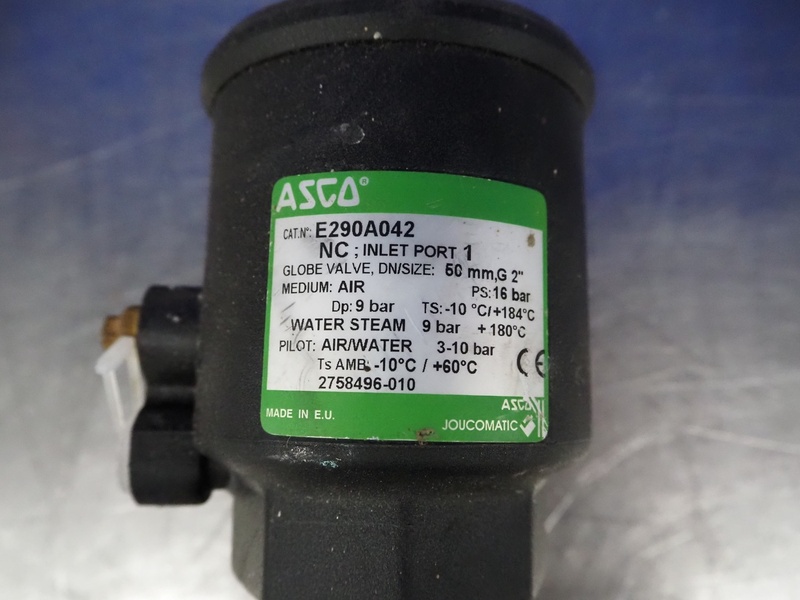 ASCO®
CAT.N°: E290A042
NC ; INLET PORT 1
GLOBE VALVE, DN/SIZE: 50 mm,G 2"
MEDIUM: AIR PS: 16 bar
Dp: 9 bar TS: -10 °C/+184°C
WATER STEAM 9 bar +180°C
PILOT: AIR/WATER 3-10 bar
Ts AMB: -10°C / +60°C CE
2758496-010
ASCO
MADE IN E.U. JOUCOMATIC